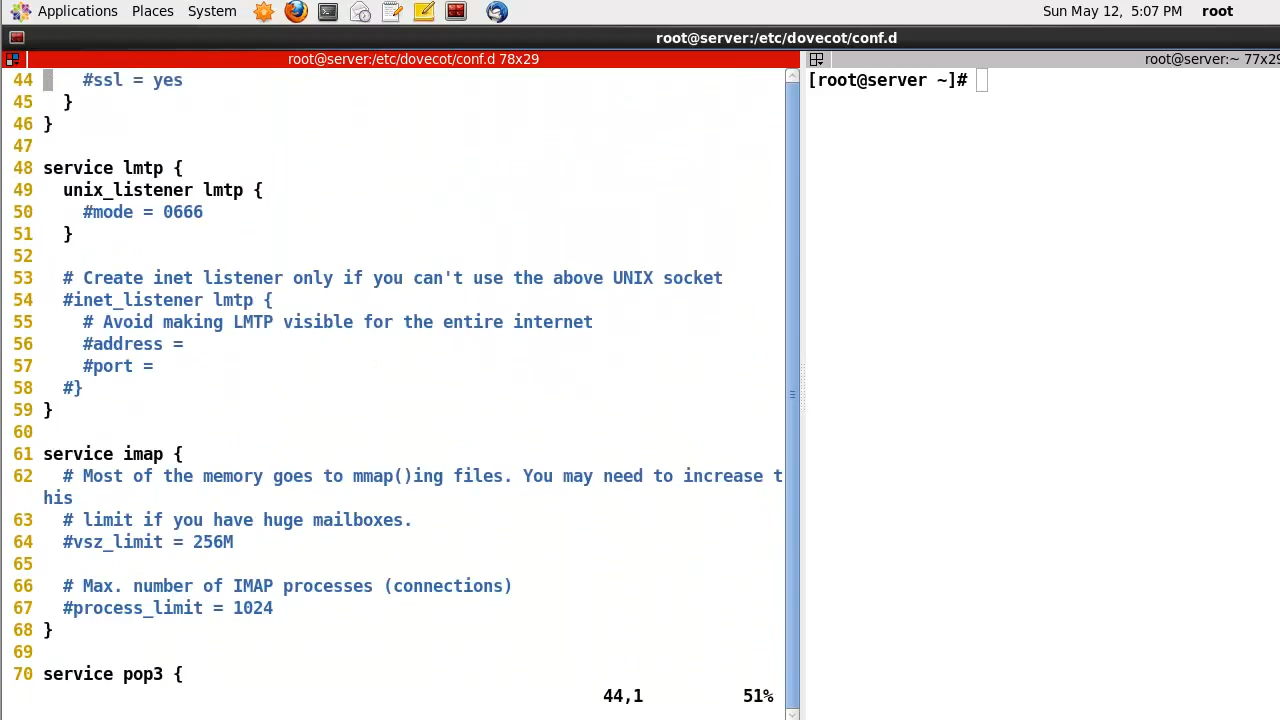 Applications Places System Sun May 12, 5:07 PM root
root@server:/etc/dovecot/conf.d
root@server:/etc/dovecot/conf.d 78x29
44     #ssl = yes
45   }
46 }
47
48 service lmtp {
49   unix_listener lmtp {
50     #mode = 0666
51   }
52
53   # Create inet listener only if you can't use the above UNIX socket
54   #inet_listener lmtp {
55     # Avoid making LMTP visible for the entire internet
56     #address =
57     #port =
58   #}
59 }
60
61 service imap {
62   # Most of the memory goes to mmap()ing files. You may need to increase t
his
63   # limit if you have huge mailboxes.
64   #vsz_limit = 256M
65
66   # Max. number of IMAP processes (connections)
67   #process_limit = 1024
68 }
69
70 service pop3 {
44,1 51%
root@server:~ 77x29
[root@server ~]#